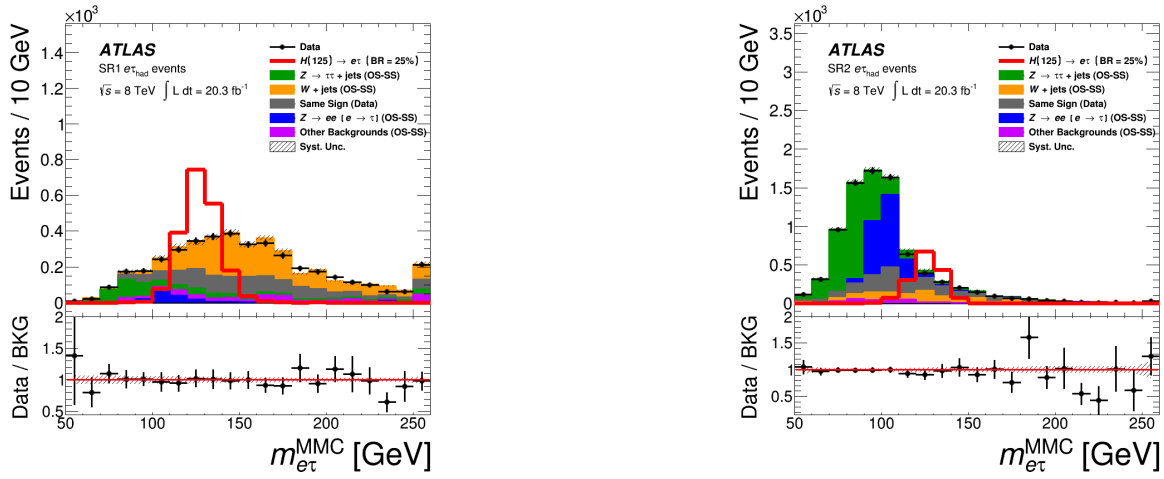 ×10³
ATLAS
SR1 eτhad events
√s = 8 TeV ∫ L dt = 20.3 fb⁻¹
Data
H(125) → eτ (BR = 25%)
Z → ττ + jets (OS-SS)
W + jets (OS-SS)
Same Sign (Data)
Z → ee [e → τ] (OS-SS)
Other Backgrounds (OS-SS)
Syst. Unc.
Events / 10 GeV
1.4
1.2
1
0.8
0.6
0.4
0.2
0
Data / BKG
2
1.5
1
0.5
50 100 150 200 250
m_eτ^MMC [GeV]
×10³
ATLAS
SR2 eτhad events
√s = 8 TeV ∫ L dt = 20.3 fb⁻¹
Data
H(125) → eτ (BR = 25%)
Z → ττ + jets (OS-SS)
W + jets (OS-SS)
Same Sign (Data)
Z → ee [e → τ] (OS-SS)
Other Backgrounds (OS-SS)
Syst. Unc.
Events / 10 GeV
3.5
3
2.5
2
1.5
1
0.5
0
Data / BKG
2
1.5
1
0.5
50 100 150 200 250
m_eτ^MMC [GeV]